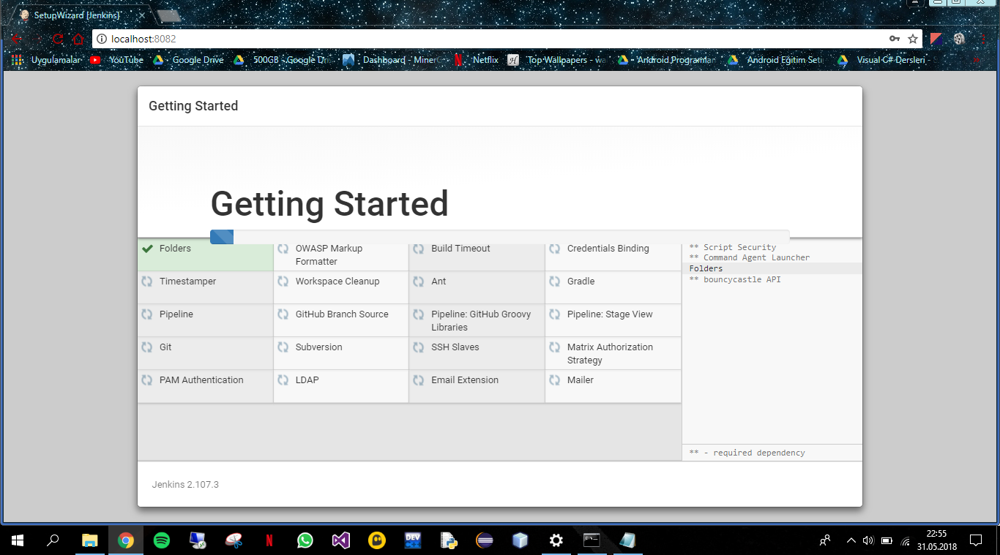 SetupWizard [Jenkins]
localhost:8082
Uygulamalar YouTube Google Drive 500GB - Google Dri Dashboard - Miner Netflix Top Wallpapers - wa Android Programlan Android Eğitim Seti Visual C# Dersleri -
Getting Started
Getting Started
Folders
OWASP Markup
Formatter
Build Timeout
Credentials Binding
Timestamper
Workspace Cleanup
Ant
Gradle
Pipeline
GitHub Branch Source
Pipeline: GitHub Groovy
Libraries
Pipeline: Stage View
Git
Subversion
SSH Slaves
Matrix Authorization
Strategy
PAM Authentication
LDAP
Email Extension
Mailer
** Script Security
** Command Agent Launcher
Folders
** bouncycastle API
** - required dependency
Jenkins 2.107.3
DEV
22:55
31.05.2018